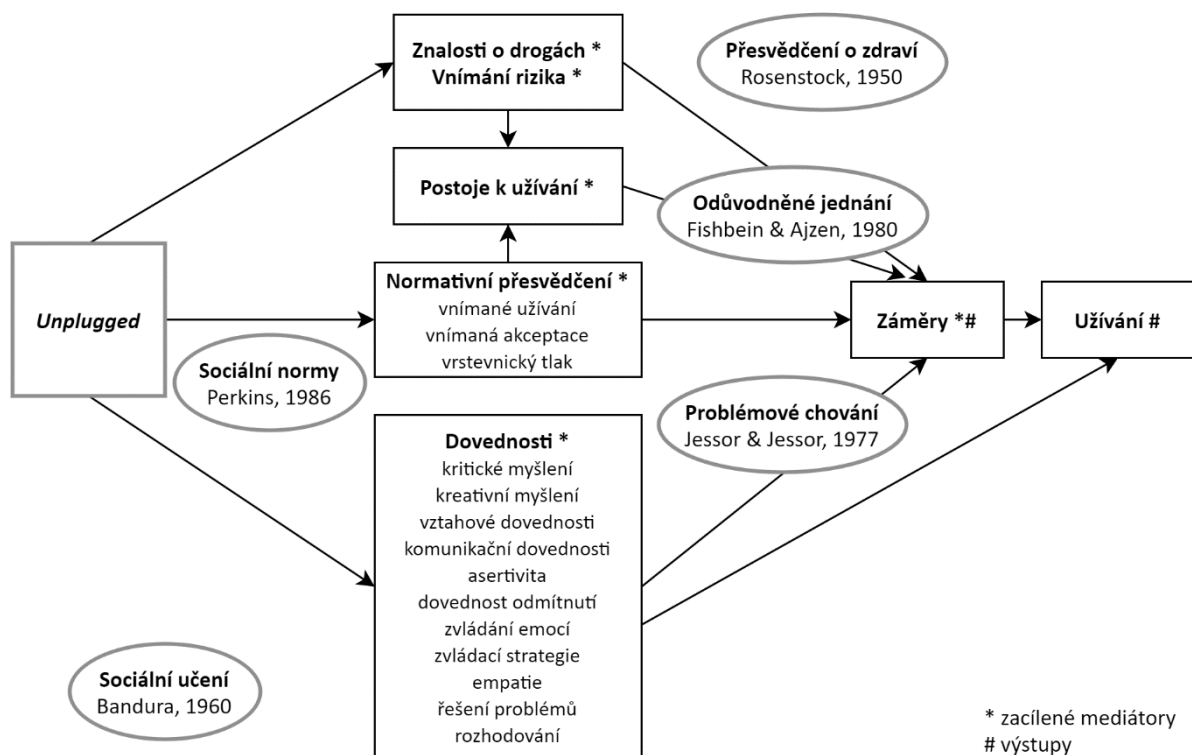 Znalosti o drogách *
Vnímání rizika *
Přesvědčení o zdraví
Rosenstock, 1950
Postoje k užívání *
Odůvodněné jednání
Fishbein & Ajzen, 1980
Unplugged
Normativní přesvědčení *
vnímané užívání
vnímaná akceptace
vrstevnický tlak
Záměry *#
Užívání #
Sociální normy
Perkins, 1986
Problémové chování
Jessor & Jessor, 1977
Dovednosti *
kritické myšlení
kreativní myšlení
vztahové dovednosti
komunikační dovednosti
asertivita
dovednost odmítnutí
zvládání emocí
zvládací strategie
empatie
řešení problémů
rozhodování
Sociální učení
Bandura, 1960
* zacílené mediátory
# výstupy